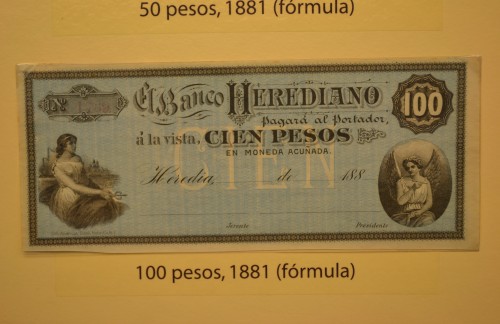 50 pesos, 1881 (fórmula)
El Banco HEREDIANO
100
Pagará al Portador,
á la vista, CIEN PESOS
EN MONEDA ACUÑADA.
CIEN
Heredia, de 188
Gerente Presidente
100 pesos, 1881 (fórmula)